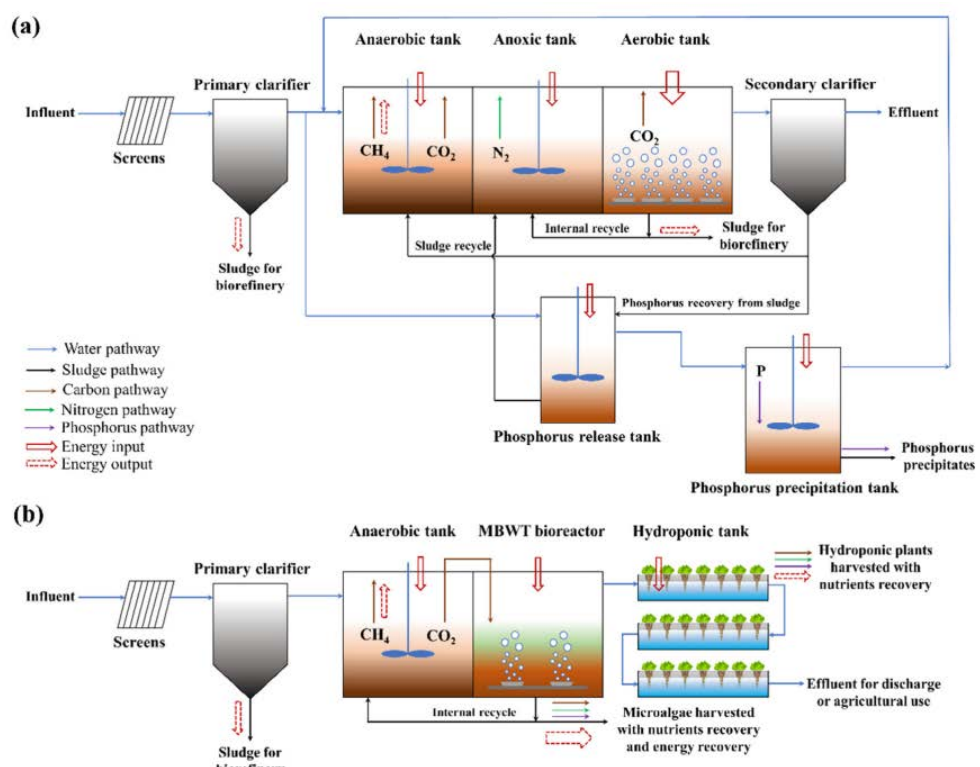 (a)
Anaerobic tank
Anoxic tank
Aerobic tank
Primary clarifier
Secondary clarifier
Influent
Effluent
Screens
CH4
CO2
N2
CO2
Internal recycle
Sludge for
biorefinery
Sludge recycle
Sludge for
biorefinery
Phosphorus recovery from sludge
Water pathway
Sludge pathway
Carbon pathway
Nitrogen pathway
Phosphorus pathway
Energy input
Energy output
P
Phosphorus release tank
Phosphorus
precipitates
Phosphorus precipitation tank
(b)
Anaerobic tank
MBWT bioreactor
Hydroponic tank
Primary clarifier
Hydroponic plants
harvested with
nutrients recovery
Influent
Screens
CH4
CO2
Effluent for discharge
or agricultural use
Internal recycle
Microalgae harvested
with nutrients recovery
and energy recovery
Sludge for
biorefinery